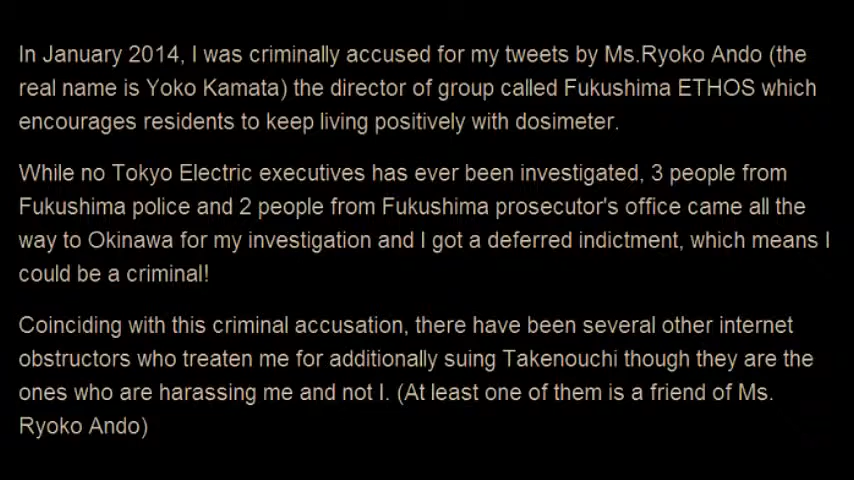 In January 2014, I was criminally accused for my tweets by Ms.Ryoko Ando (the
real name is Yoko Kamata) the director of group called Fukushima ETHOS which
encourages residents to keep living positively with dosimeter.
While no Tokyo Electric executives has ever been investigated, 3 people from
Fukushima police and 2 people from Fukushima prosecutor's office came all the
way to Okinawa for my investigation and I got a deferred indictment, which means I
could be a criminal!
Coinciding with this criminal accusation, there have been several other internet
obstructors who treaten me for additionally suing Takenouchi though they are the
ones who are harassing me and not I. (At least one of them is a friend of Ms.
Ryoko Ando)